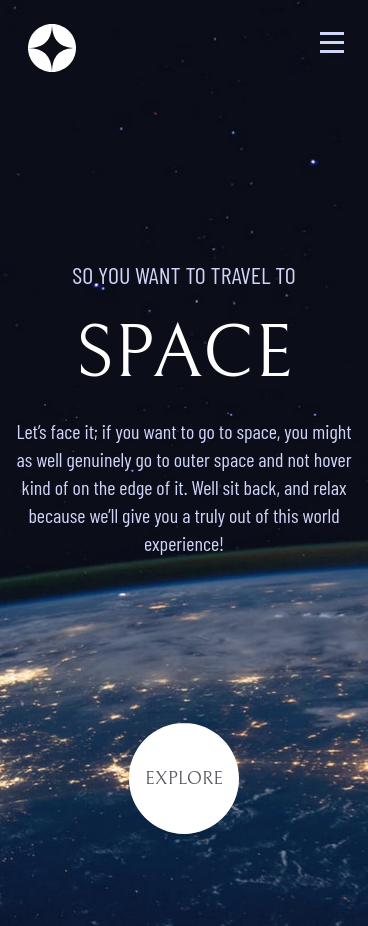 SO YOU WANT TO TRAVEL TO
SPACE
Let’s face it; if you want to go to space, you might
as well genuinely go to outer space and not hover
kind of on the edge of it. Well sit back, and relax
because we’ll give you a truly out of this world
experience!
EXPLORE